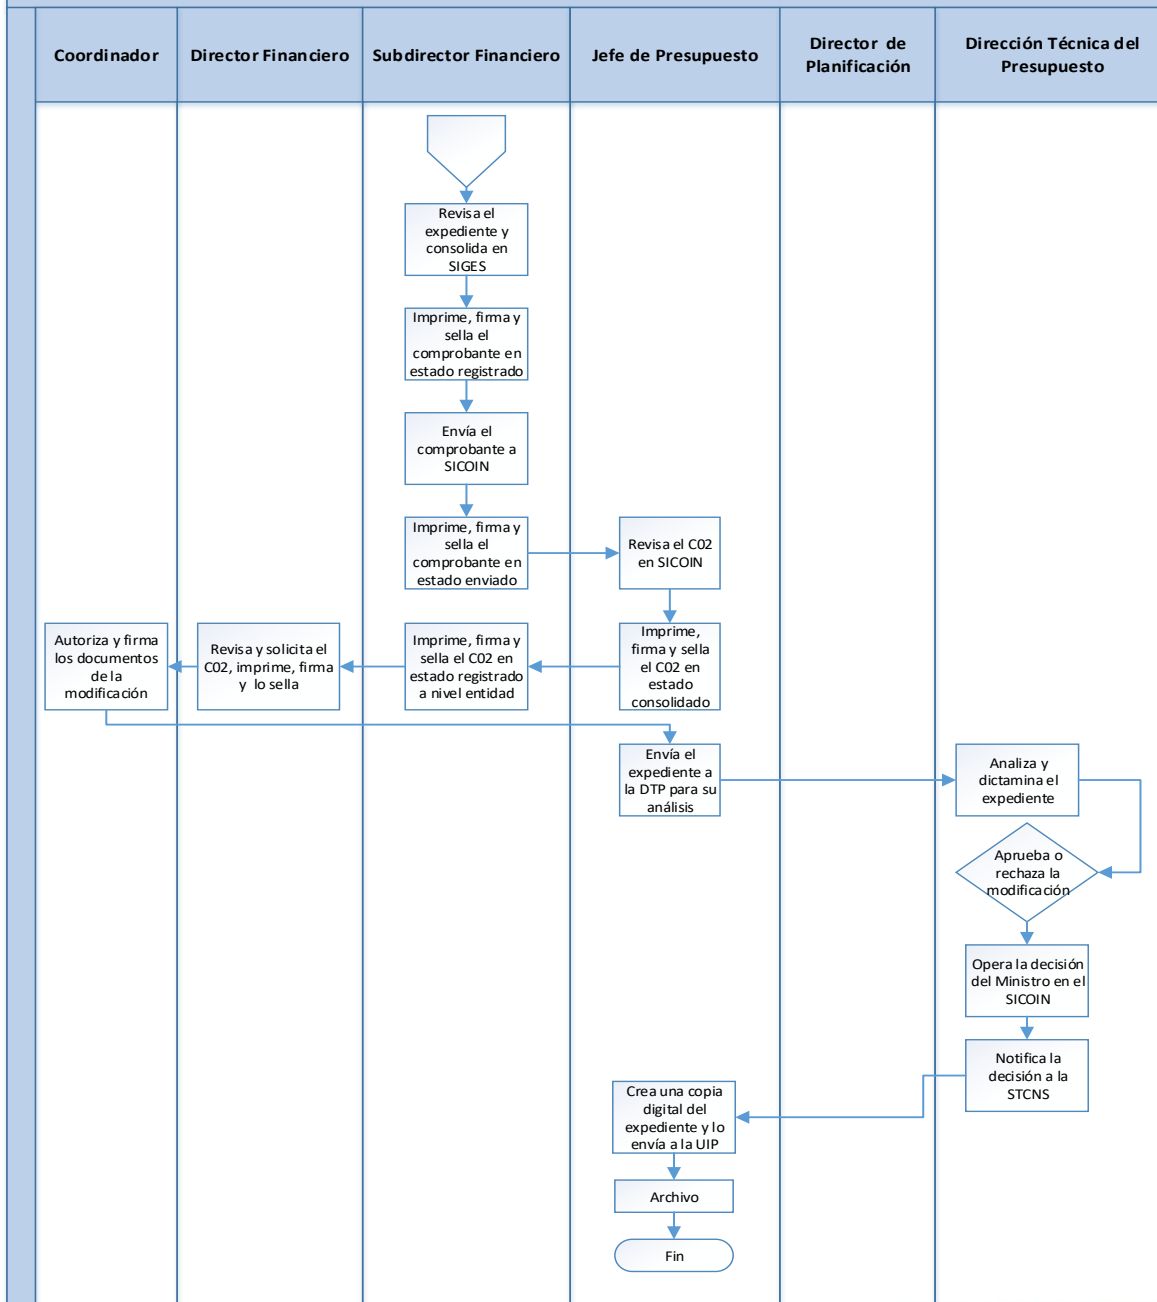 Coordinador
Director Financiero
Subdirector Financiero
Jefe de Presupuesto
Director de
Planificación
Dirección Técnica del
Presupuesto
Revisa el
expediente y
consolida en
SIGES
Imprime, firma y
sella el
comprobante en
estado registrado
Envía el
comprobante a
SICOIN
Imprime, firma y
sella el
comprobante en
estado enviado
Revisa el C02
en SICOIN
Autoriza y firma
los documentos
de la
modificación
Revisa y solicita el
C02, imprime, firma
y lo sella
Imprime, firma y
sella el C02 en
estado registrado
a nivel entidad
Imprime,
firma y sella
el C02 en
estado
consolidado
Envía el
expediente a
la DTP para su
análisis
Analiza y
dictamina el
expediente
Aprueba o
rechaza la
modificación
Opera la decisión
del Ministro en el
SICOIN
Notifica la
decisión a la
STCNS
Crea una copia
digital del
expediente y lo
envía a la UIP
Archivo
Fin